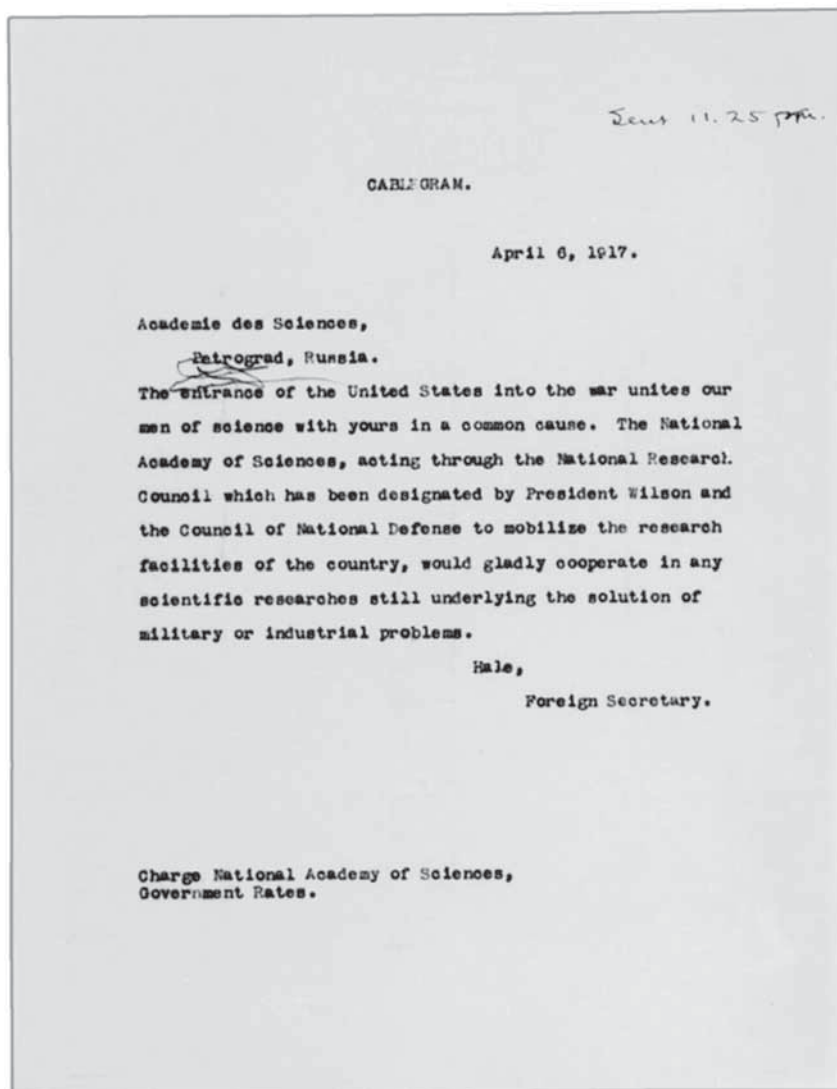 Sent 11.25 pm.
CABLEGRAM.
April 6, 1917.
Academie des Sciences,
Petrograd, Russia.
The entrance of the United States into the war unites our
men of science with yours in a common cause. The National
Academy of Sciences, acting through the National Research
Council which has been designated by President Wilson and
the Council of National Defense to mobilize the research
facilities of the country, would gladly cooperate in any
scientific researches still underlying the solution of
military or industrial problems.
Hale,
Foreign Secretary.
Charge National Academy of Sciences,
Government Rates.